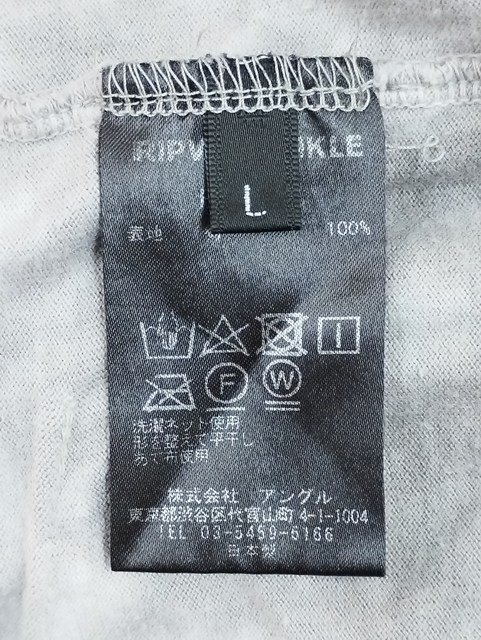 L
表地 100%
F W
洗濯ネット使用
形を整えて平干し
あて布使用
株式会社 アングル
東京都渋谷区代官山町4-1-1004
TEL 03-5459-6166
日本製